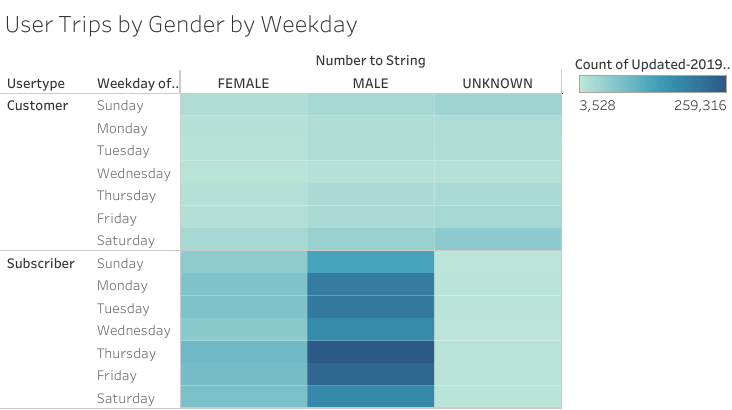 User Trips by Gender by Weekday
Number to String
Usertype Weekday of.. FEMALE MALE UNKNOWN
Customer Sunday
Monday
Tuesday
Wednesday
Thursday
Friday
Saturday
Subscriber Sunday
Monday
Tuesday
Wednesday
Thursday
Friday
Saturday
Count of Updated-2019..
3,528 259,316